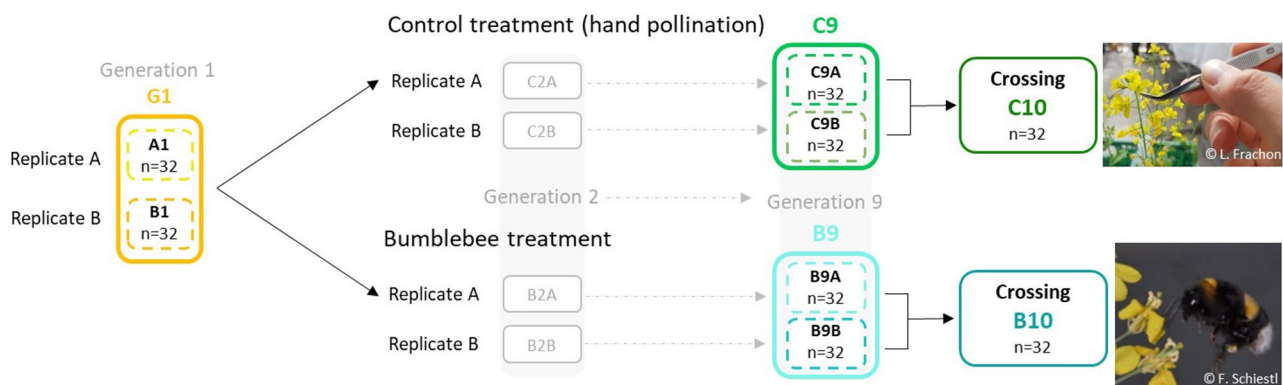 Generation 1
G1
Replicate A
A1
n=32
Replicate B
B1
n=32
Control treatment (hand pollination)
Replicate A
C2A
Replicate B
C2B
C9
C9A
n=32
C9B
n=32
Crossing
C10
n=32
© L. Frachon
Generation 2
Generation 9
Bumblebee treatment
Replicate A
B2A
Replicate B
B2B
B9
B9A
n=32
B9B
n=32
Crossing
B10
n=32
© F. Schiestl